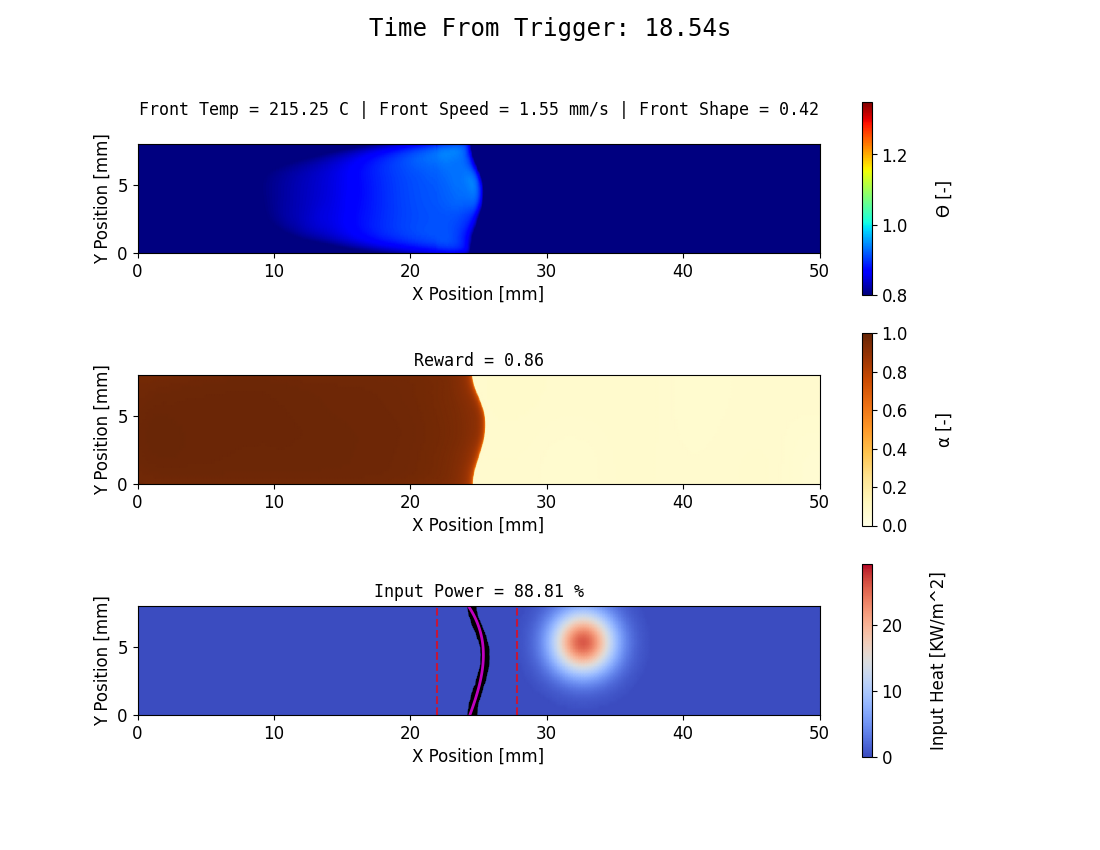 Time From Trigger: 18.54s
Front Temp = 215.25 C | Front Speed = 1.55 mm/s | Front Shape = 0.42
Y Position [mm]
5
0
0 10 20 30 40 50
X Position [mm]
1.2
1.0
0.8
Θ [-]
Reward = 0.86
Y Position [mm]
5
0
0 10 20 30 40 50
X Position [mm]
1.0
0.8
0.6
0.4
0.2
0.0
α [-]
Input Power = 88.81 %
Y Position [mm]
5
0
0 10 20 30 40 50
X Position [mm]
20
10
0
Input Heat [KW/m^2]